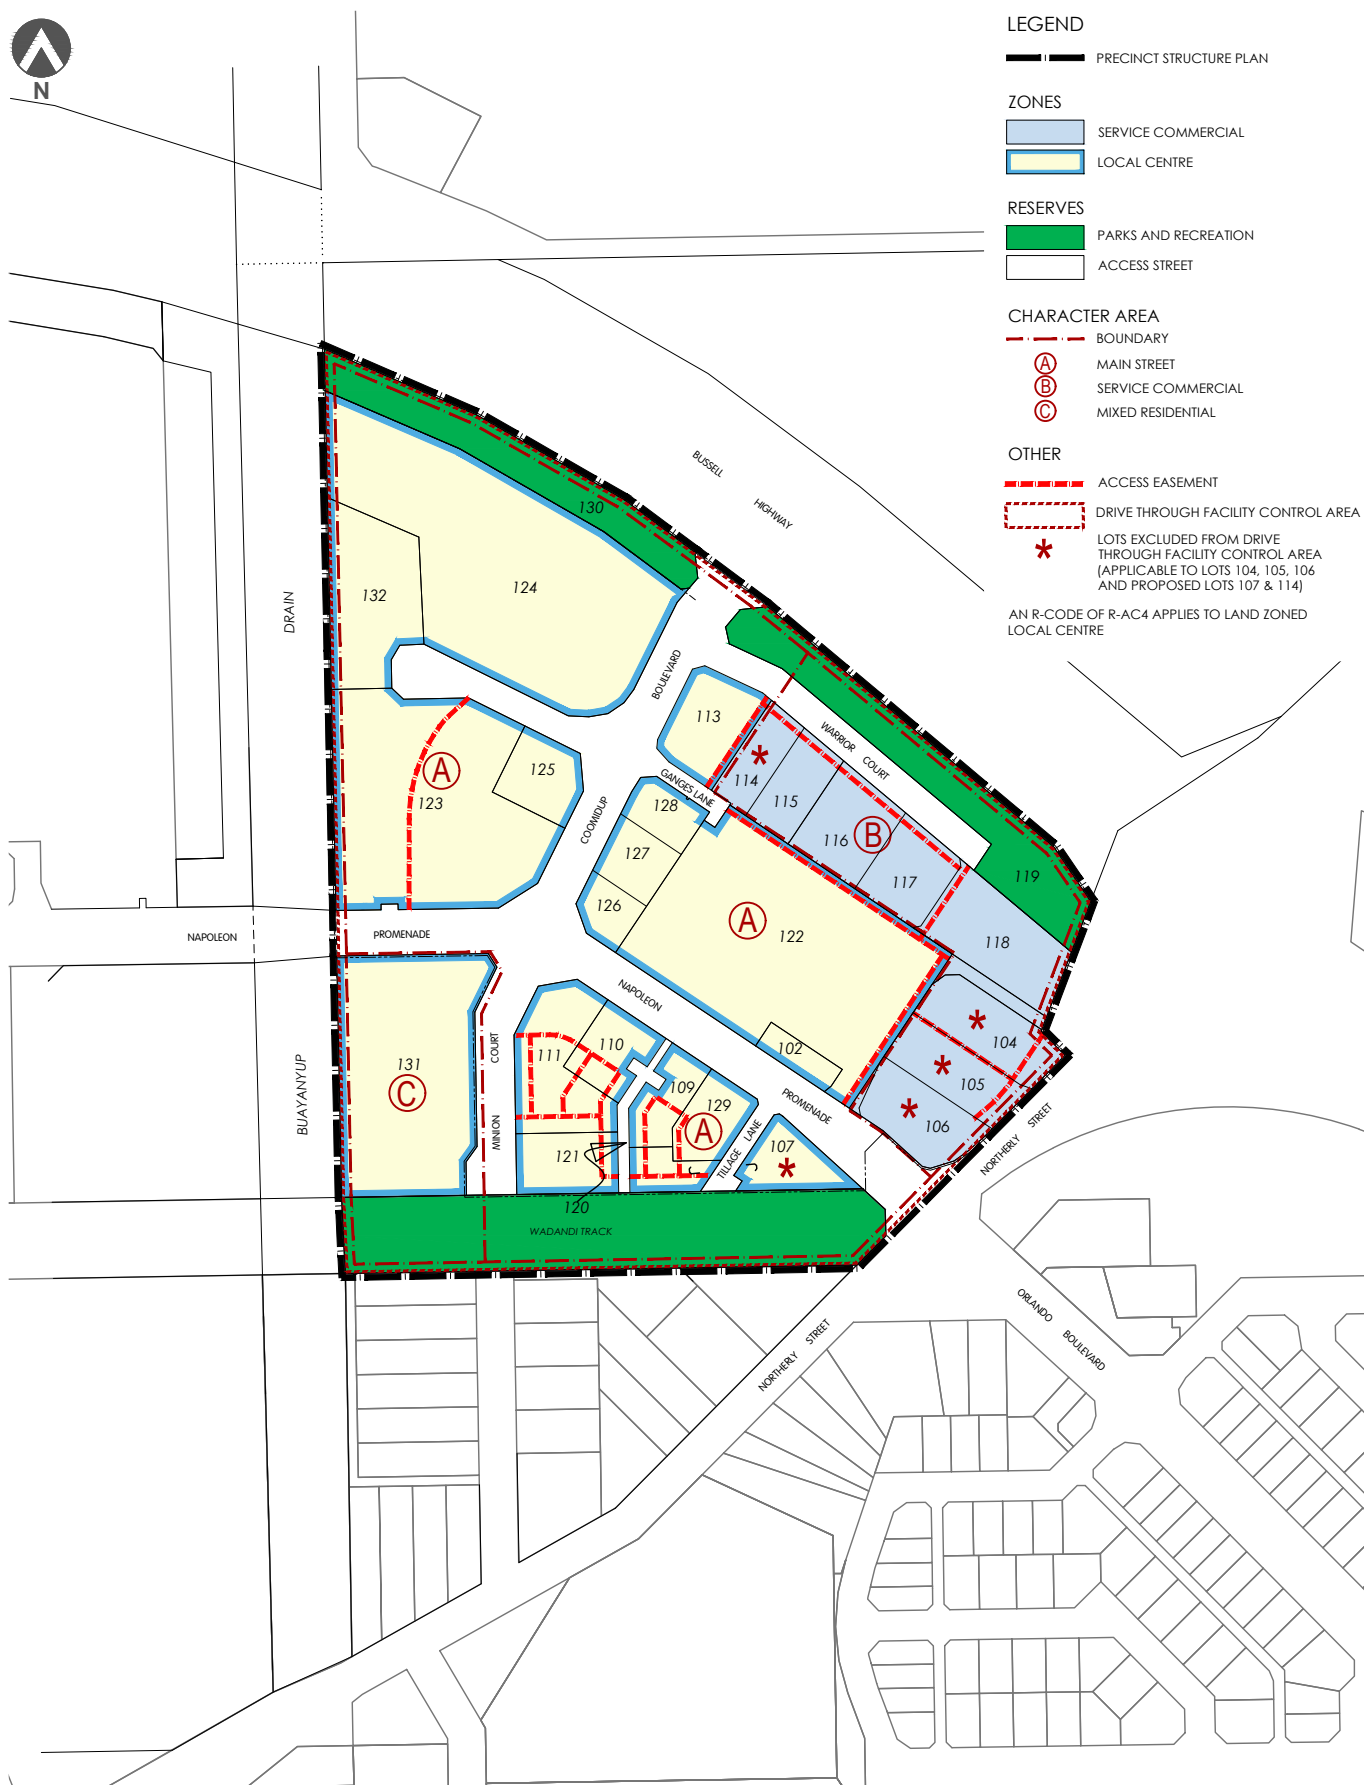 N
LEGEND
PRECINCT STRUCTURE PLAN
ZONES
SERVICE COMMERCIAL
LOCAL CENTRE
RESERVES
PARKS AND RECREATION
ACCESS STREET
CHARACTER AREA
BOUNDARY
A MAIN STREET
B SERVICE COMMERCIAL
C MIXED RESIDENTIAL
OTHER
ACCESS EASEMENT
DRIVE THROUGH FACILITY CONTROL AREA
* LOTS EXCLUDED FROM DRIVE
THROUGH FACILITY CONTROL AREA
(APPLICABLE TO LOTS 104, 105, 106
AND PROPOSED LOTS 107 & 114)
AN R-CODE OF R-AC4 APPLIES TO LAND ZONED
LOCAL CENTRE
BUSSELL
HIGHWAY
130
124
132
DRAIN
BOULEVARD
113
WARRIOR
COURT
*
114
GANGES LANE
115
116
B
117
119
125
A
123
COOMIDUP
128
127
126
A
122
118
NAPOLEON
PROMENADE
NAPOLEON
*
104
*
105
*
106
102
PROMENADE
NORTHERLY STREET
BUAYANYUP
131
C
COURT
MINION
111
110
109
129
A
TILLAGE LANE
107
*
121
120
WADANDI TRACK
NORTHERLY STREET
ORLANDO
BOULEVARD